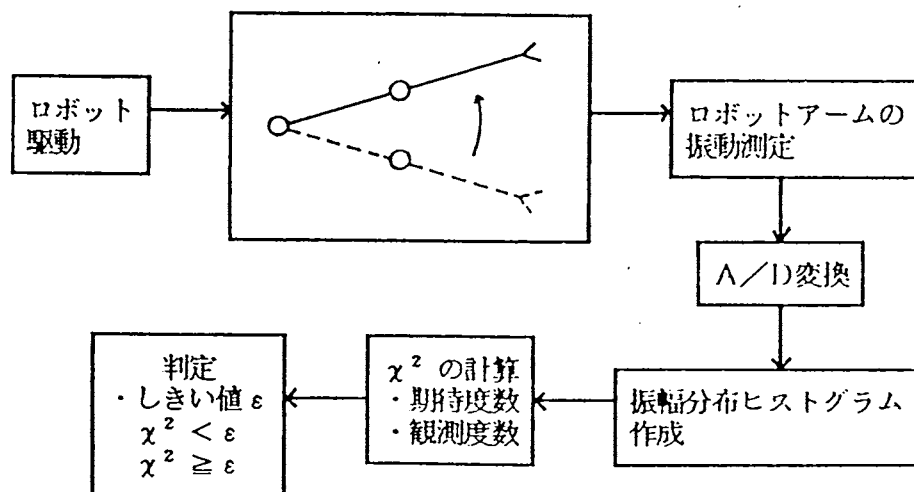 ロボット
駆動
ロボットアームの
振動測定
A/D変換
振幅分布ヒストグラム
作成
χ² の計算
・期待度数
・観測度数
判定
・しきい値 ε
χ² < ε
χ² ≧ ε